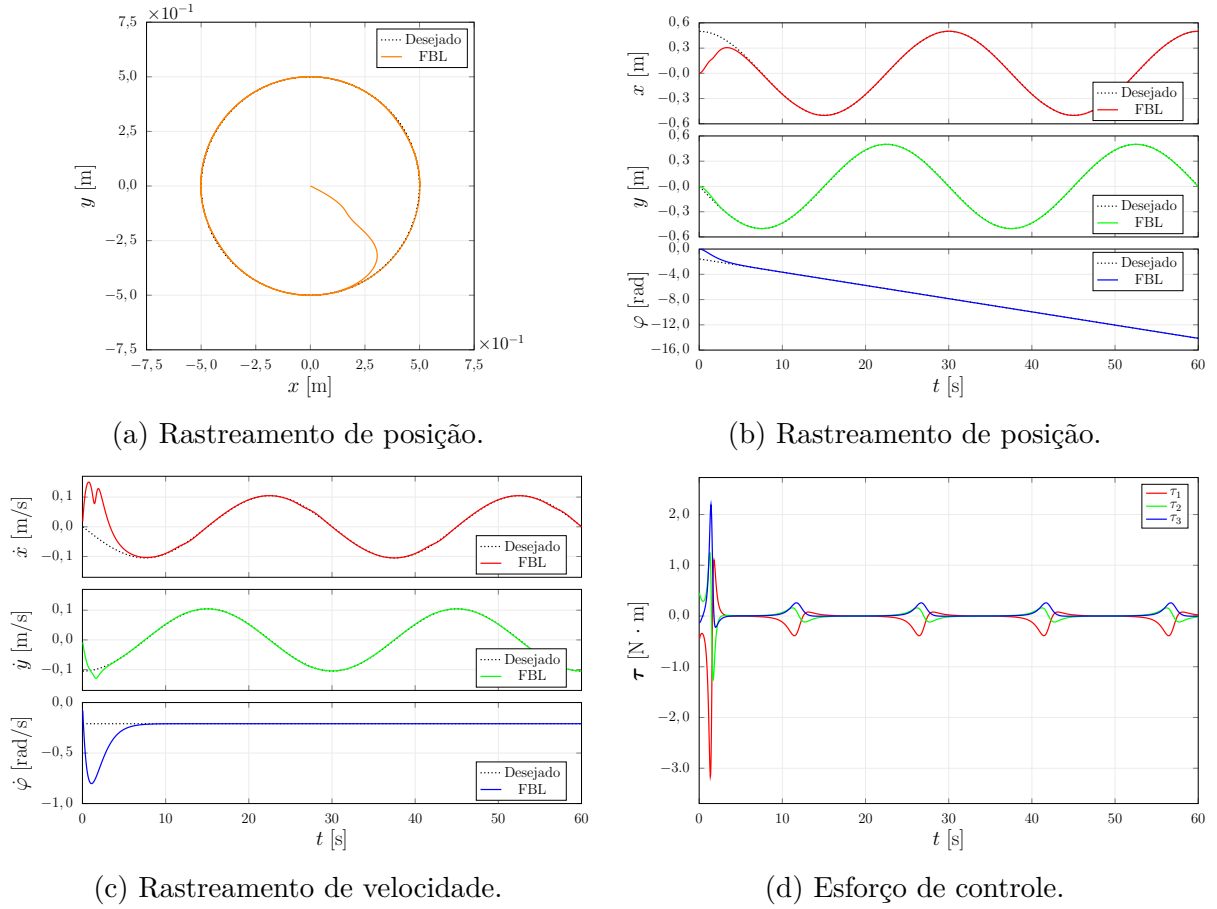 7,5 ×10⁻¹
5,0
2,5
0,0
−2,5
−5,0
−7,5
y [m]
Desejado
FBL
−7,5 −5,0 −2,5 0,0 2,5 5,0 7,5
×10⁻¹
x [m]
(a) Rastreamento de posição.
0,6
0,3
−0,0
−0,3
−0,6
x [m]
Desejado
FBL
0,6
0,3
−0,0
−0,3
−0,6
y [m]
Desejado
FBL
0,0
−4,0
−8,0
−12,0
−16,0
φ [rad]
Desejado
FBL
0 10 20 30 40 50 60
t [s]
(b) Rastreamento de posição.
0,1
0,0
−0,1
ẋ [m/s]
Desejado
FBL
0,1
0,0
−0,1
ẏ [m/s]
Desejado
FBL
0,0
−0,5
−1,0
φ̇ [rad/s]
Desejado
FBL
0 10 20 30 40 50 60
t [s]
(c) Rastreamento de velocidade.
2,0
1,0
0,0
−1,0
−2,0
−3,0
τ [N · m]
τ₁
τ₂
τ₃
0 10 20 30 40 50 60
t [s]
(d) Esforço de controle.